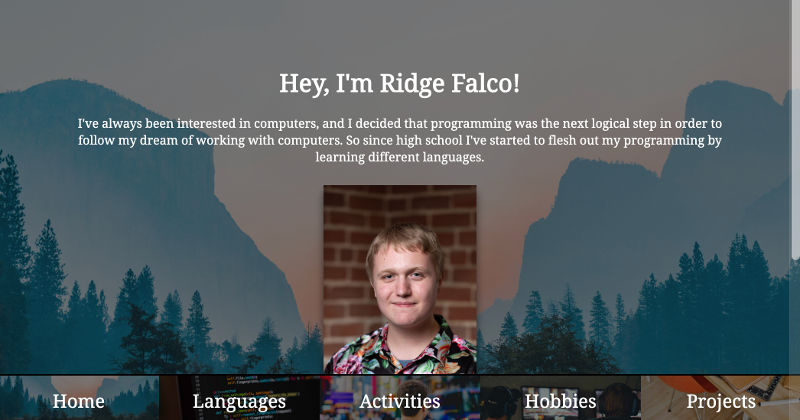 Hey, I'm Ridge Falco!
I've always been interested in computers, and I decided that programming was the next logical step in order to
follow my dream of working with computers. So since high school I've started to flesh out my programming by
learning different languages.
Home Languages Activities Hobbies Projects